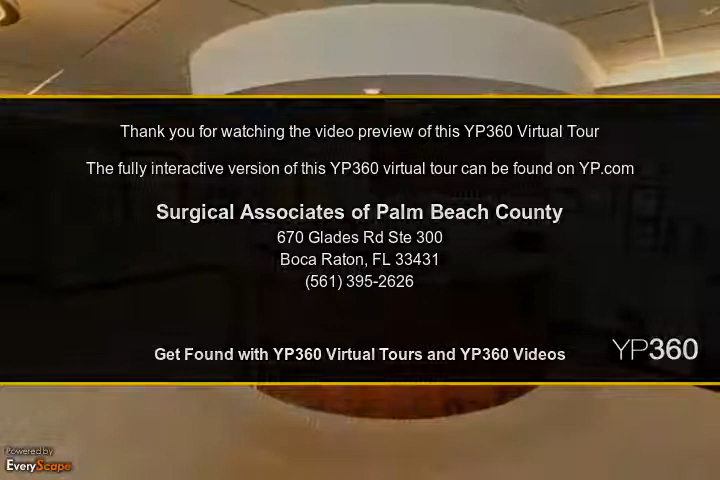 Thank you for watching the video preview of this YP360 Virtual Tour
The fully interactive version of this YP360 virtual tour can be found on YP.com
Surgical Associates of Palm Beach County
670 Glades Rd Ste 300
Boca Raton, FL 33431
(561) 395-2626
Get Found with YP360 Virtual Tours and YP360 Videos
YP360
Powered by
EveryScape